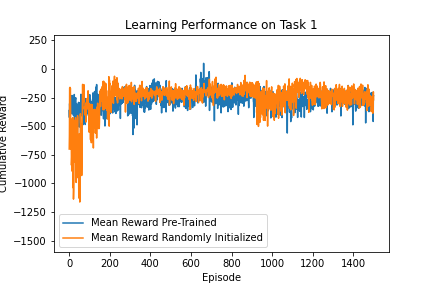 Learning Performance on Task 1
Cumulative Reward
250
0
−250
−500
−750
−1000
−1250
−1500
Mean Reward Pre-Trained
Mean Reward Randomly Initialized
0 200 400 600 800 1000 1200 1400
Episode